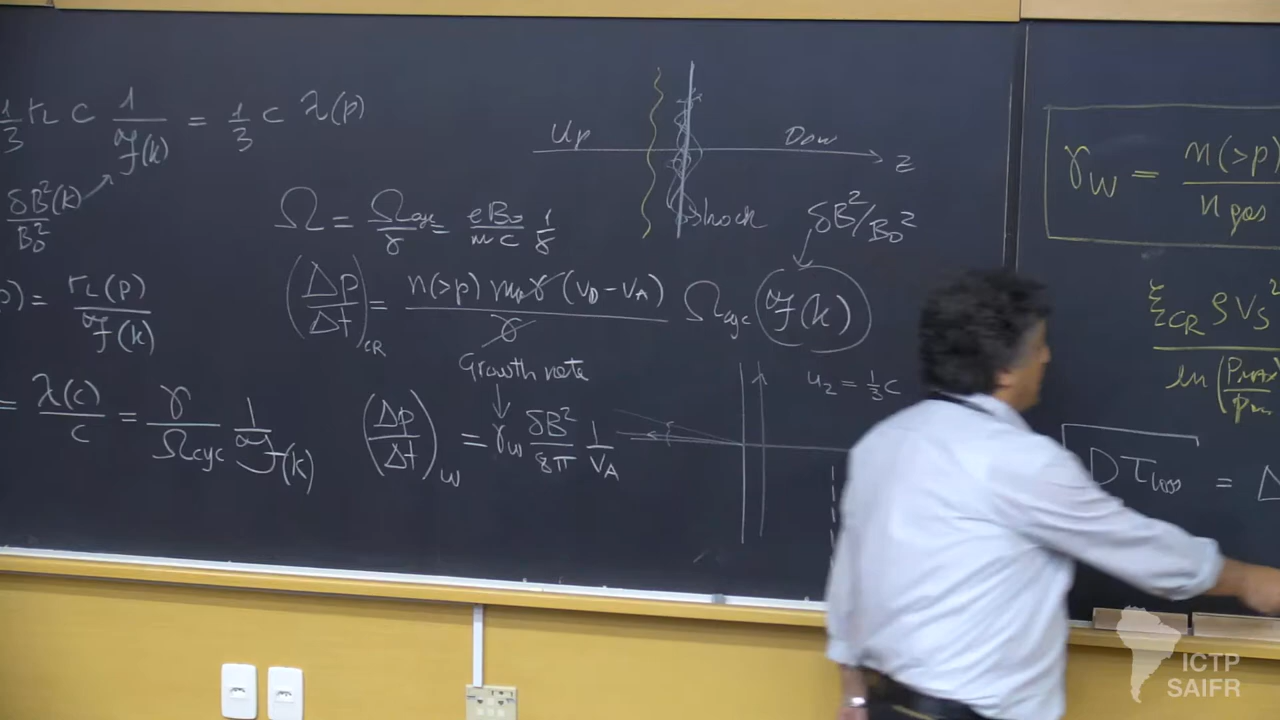 1/3 r_L c 1/ℱ(k) = 1/3 c λ(p)
δB²(k)/B₀²
p) = r_L(p)/ℱ(k)
= λ(c)/c = γ/Ω_cyc 1/ℱ(k)
Up Dow z
Shock
Ω = Ω_cyc/γ = eB₀/mc 1/γ
δB²/B₀²
(Δp/Δt)_CR = n(>p) m_p γ (v_D − v_A)/γ Ω_cyc ℱ(k)
Growth rate
(Δp/Δt)_W = γ_W δB²/8π 1/v_A
u₂ = 1/3 c
γ_W = n(>p)/n_gas
ξ_CR ρ V_S²
ln(p_MAX
D τ_loss = Δ
ICTP
SAIFR